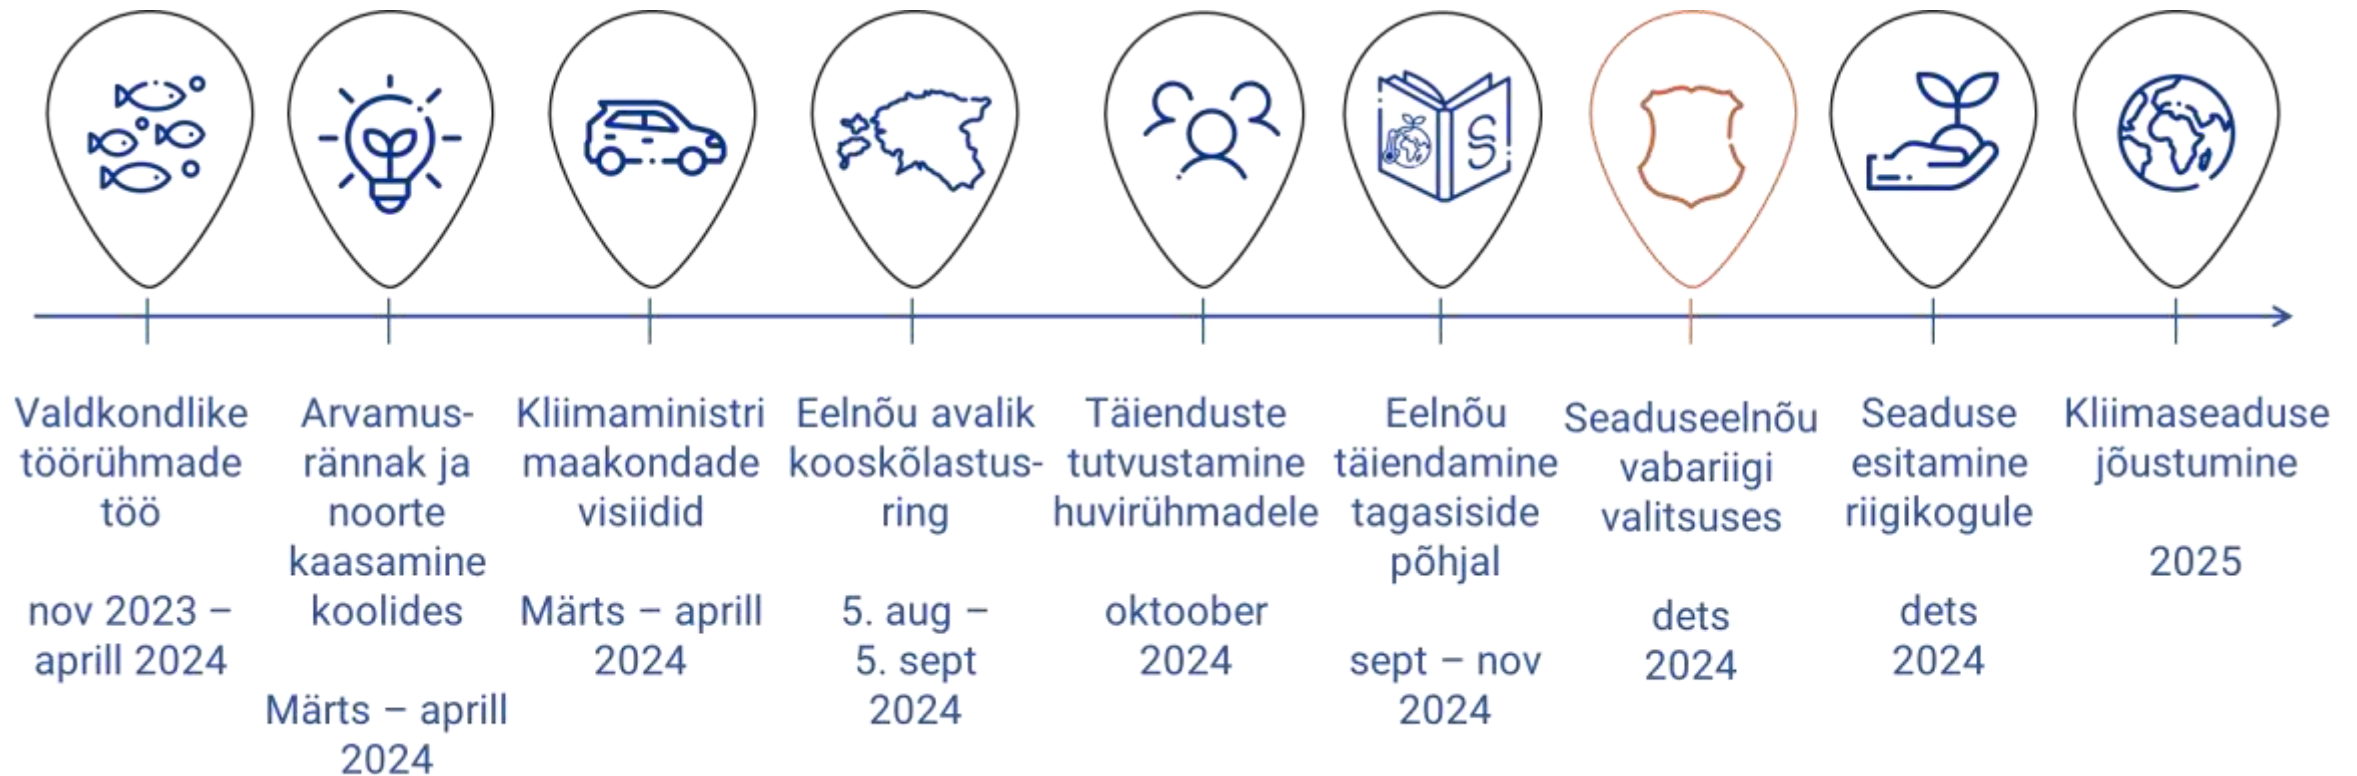 Valdkondlike
töörühmade
töö
nov 2023 –
aprill 2024
Arvamus-
rännak ja
noorte
kaasamine
koolides
Märts – aprill
2024
Kliimaministri
maakondade
visiidid
Märts – aprill
2024
Eelnõu avalik
kooskõlastus-
ring
5. aug –
5. sept
2024
Täienduste
tutvustamine
huvirühmadele
oktoober
2024
§
Eelnõu
täiendamine
tagasiside
põhjal
sept – nov
2024
Seaduseelnõu
vabariigi
valitsuses
dets
2024
Seaduse
esitamine
riigikogule
dets
2024
Kliimaseaduse
jõustumine
2025